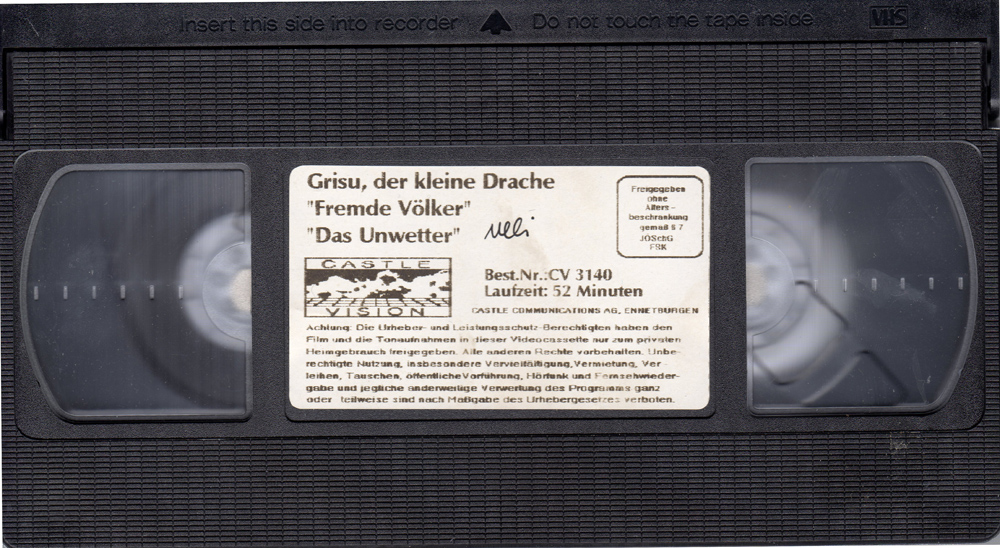 Insert this side into recorder Do not touch the tape inside VHS
Grisu, der kleine Drache
"Fremde Völker"
"Das Unwetter"
Freigegeben
ohne
Alters-
beschränkung
gemäß § 7
JÖSchG
FSK
CASTLE
VISION
Best.Nr.:CV 3140
Laufzeit: 52 Minuten
CASTLE COMMUNICATIONS AG, ENNETBURGEN
Achtung: Die Urheber- und Leistungsschutz-Berechtigten haben den
Film und die Tonaufnahmen in dieser Videocassette nur zum privaten
Heimgebrauch freigegeben. Alle anderen Rechte vorbehalten. Unbe-
rechtigte Nutzung, insbesondere Vervielfältigung, Vermietung, Ver-
leihen, Tauschen, öffentliche Vorführung, Hörfunk und Fernsehwieder-
gabe und jegliche anderweitige Verwertung des Programms ganz
oder teilweise sind nach Maßgabe des Urhebergesetzes verboten.